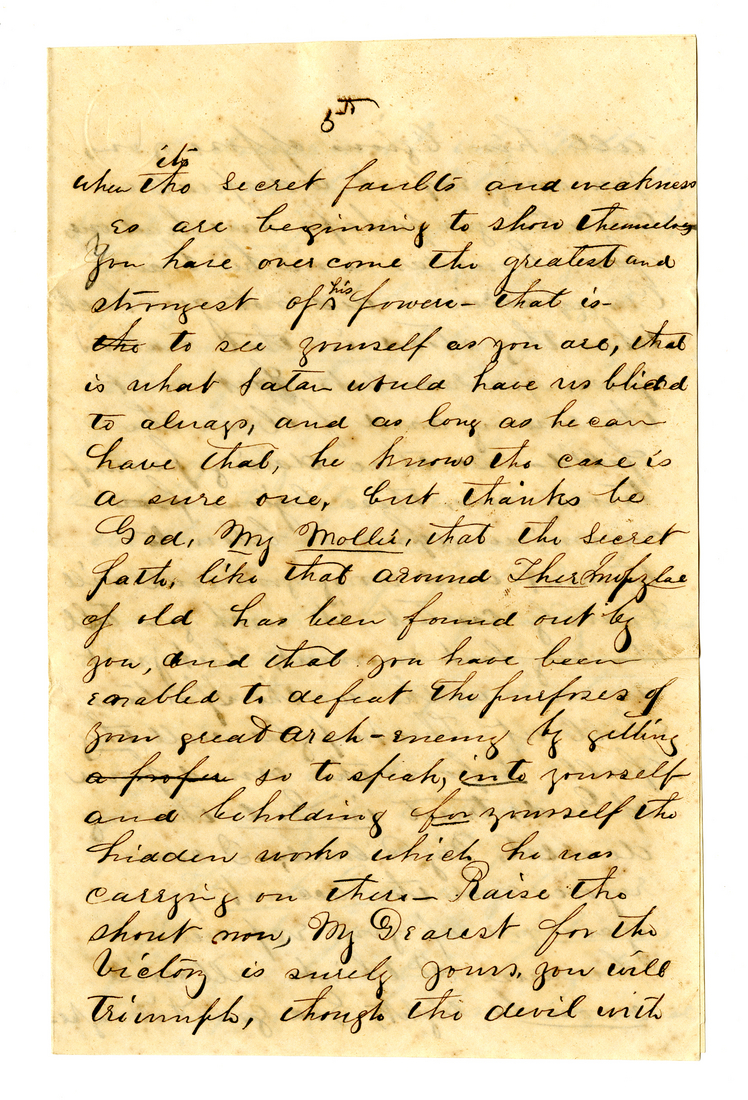 5th
its
when the secret faults and weakness
es are beginning to show themselves
You have over come the greatest and
strongest of his powers - that is -
the to see yourself as you are, that
is what Satan would have us blind
to always, and as long as he can
have that, he knows the case is
a sure one, but thanks be
God, My Mollie, that the secret
path, like that around Thermopylae
of old has been found out by
you, and that you have been
enabled to defeat the purposes of
your great arch-enemy by getting
a proper so to speak, into yourself
and beholding for yourself the
hidden works which he was
carrying on there - Raise the
shout now, My Dearest for the
Victory is surely yours, you will
Triumph, though the devil with